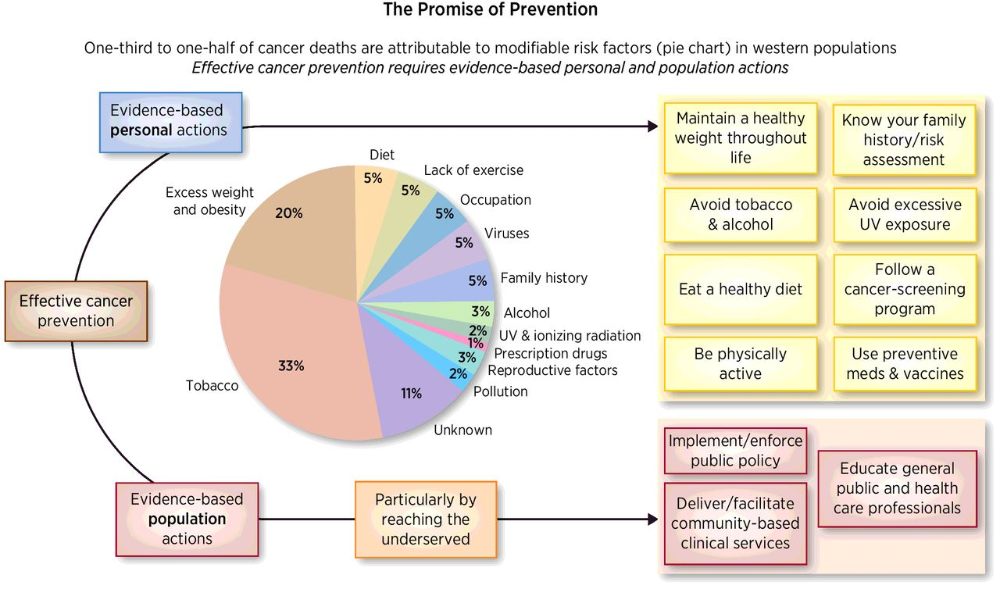 The Promise of Prevention
One-third to one-half of cancer deaths are attributable to modifiable risk factors (pie chart) in western populations
Effective cancer prevention requires evidence-based personal and population actions
Evidence-based
personal actions
Effective cancer
prevention
Evidence-based
population
actions
Particularly by
reaching the
underserved
Diet
5%
Lack of exercise
5%
Occupation
5%
Viruses
5%
Family history
5%
Alcohol
3%
UV & ionizing radiation
2%
Prescription drugs
1%
Reproductive factors
3%
Pollution
2%
Unknown
11%
Tobacco
33%
Excess weight
and obesity
20%
Maintain a healthy
weight throughout
life
Know your family
history/risk
assessment
Avoid tobacco
& alcohol
Avoid excessive
UV exposure
Eat a healthy diet
Follow a
cancer-screening
program
Be physically
active
Use preventive
meds & vaccines
Implement/enforce
public policy
Deliver/facilitate
community-based
clinical services
Educate general
public and health
care professionals